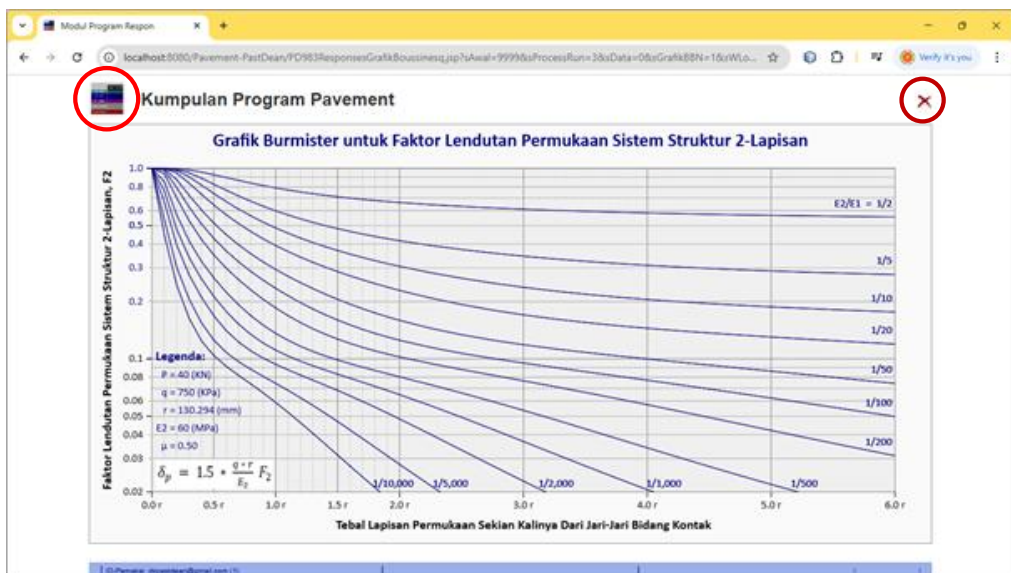 Modul Program Respon
localhost:8080/Pavement-PastDean/PD983ResponsesGrafikBoussinesq.jsp?sAwal=9999&sProcessRun=3&sData=0&sGrafikBBN=1&sWLo...
Verify it's you
Kumpulan Program Pavement
Grafik Burmister untuk Faktor Lendutan Permukaan Sistem Struktur 2-Lapisan
Faktor Lendutan Permukaan Sistem Struktur 2-Lapisan, F2
1.0
0.8
0.6
0.5
0.4
0.3
0.2
0.1
0.08
0.06
0.05
0.04
0.03
0.02
E2/E1 = 1/2
1/5
1/10
1/20
1/50
1/100
1/200
1/10,000 1/5,000 1/2,000 1/1,000 1/500
Legenda:
P = 40 (KN)
q = 750 (KPa)
r = 130.294 (mm)
E2 = 60 (MPa)
μ = 0.50
δp = 1.5 * q * r / E2 F2
0.0 r 0.5 r 1.0 r 1.5 r 2.0 r 3.0 r 4.0 r 5.0 r 6.0 r
Tebal Lapisan Permukaan Sekian Kalinya Dari Jari-Jari Bidang Kontak